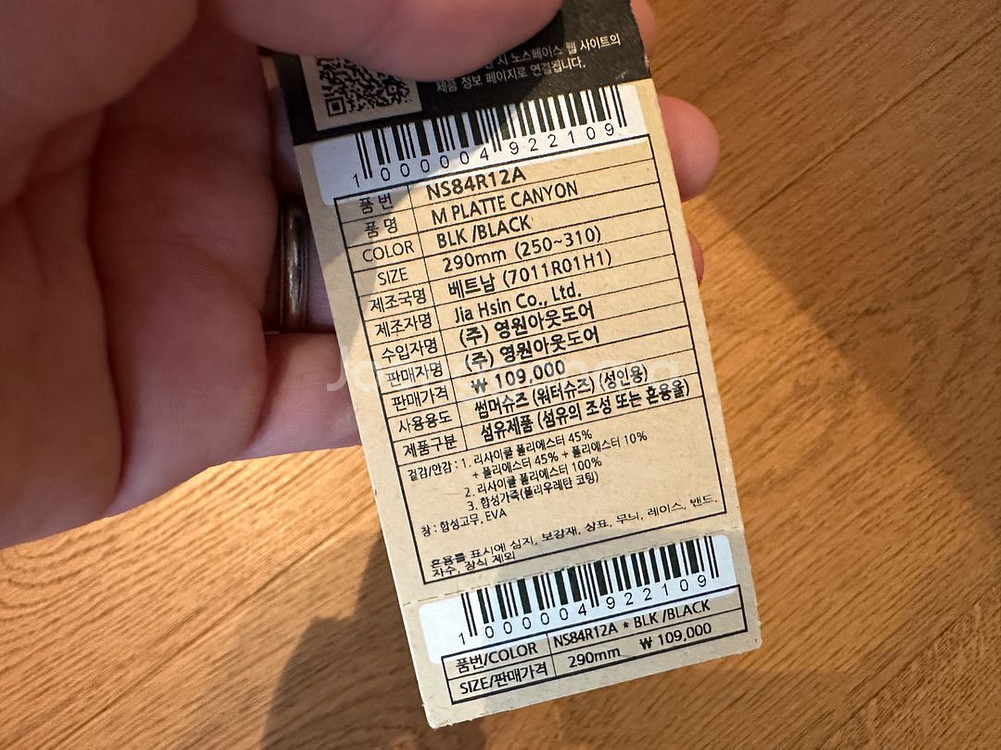 시 노스페이스 웹 사이트의
제품 정보 페이지로 연결됩니다.
1000004922109
품 번 NS84R12A
품 명 M PLATTE CANYON
COLOR BLK /BLACK
SIZE 290mm (250~310)
제조국명 베트남 (7011R01H1)
제조자명 Jia Hsin Co., Ltd.
수입자명 (주) 영원아웃도어
판매자명 (주) 영원아웃도어
판매가격 ₩ 109,000
사용용도 썸머슈즈 (워터슈즈) (성인용)
제품구분 섬유제품 (섬유의 조성 또는 혼용율)
겉감/안감 : 1. 리사이클 폴리에스터 45%
+ 폴리에스터 45% + 폴리에스터 10%
2. 리사이클 폴리에스터 100%
3. 합성가죽(폴리우레탄 코팅)
창 : 합성고무, EVA
혼용률 표시에 심지, 보강재, 상표, 무늬, 레이스, 밴드,
자수, 장식 제외
1000004922109
품번/COLOR NS84R12A * BLK /BLACK
SIZE/판매가격 290mm ₩ 109,000